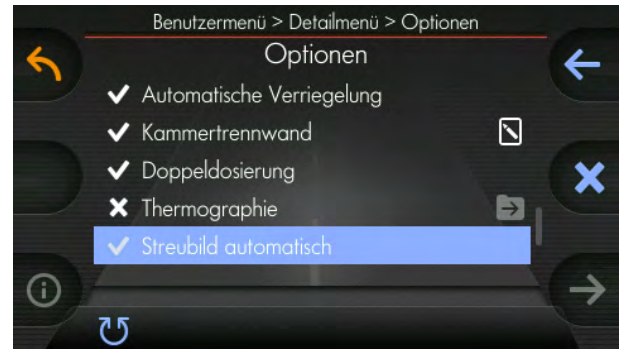 Benutzermenü > Detailmenü > Optionen
Optionen
Automatische Verriegelung
Kammertrennwand
Doppeldosierung
Thermographie
Streubild automatisch